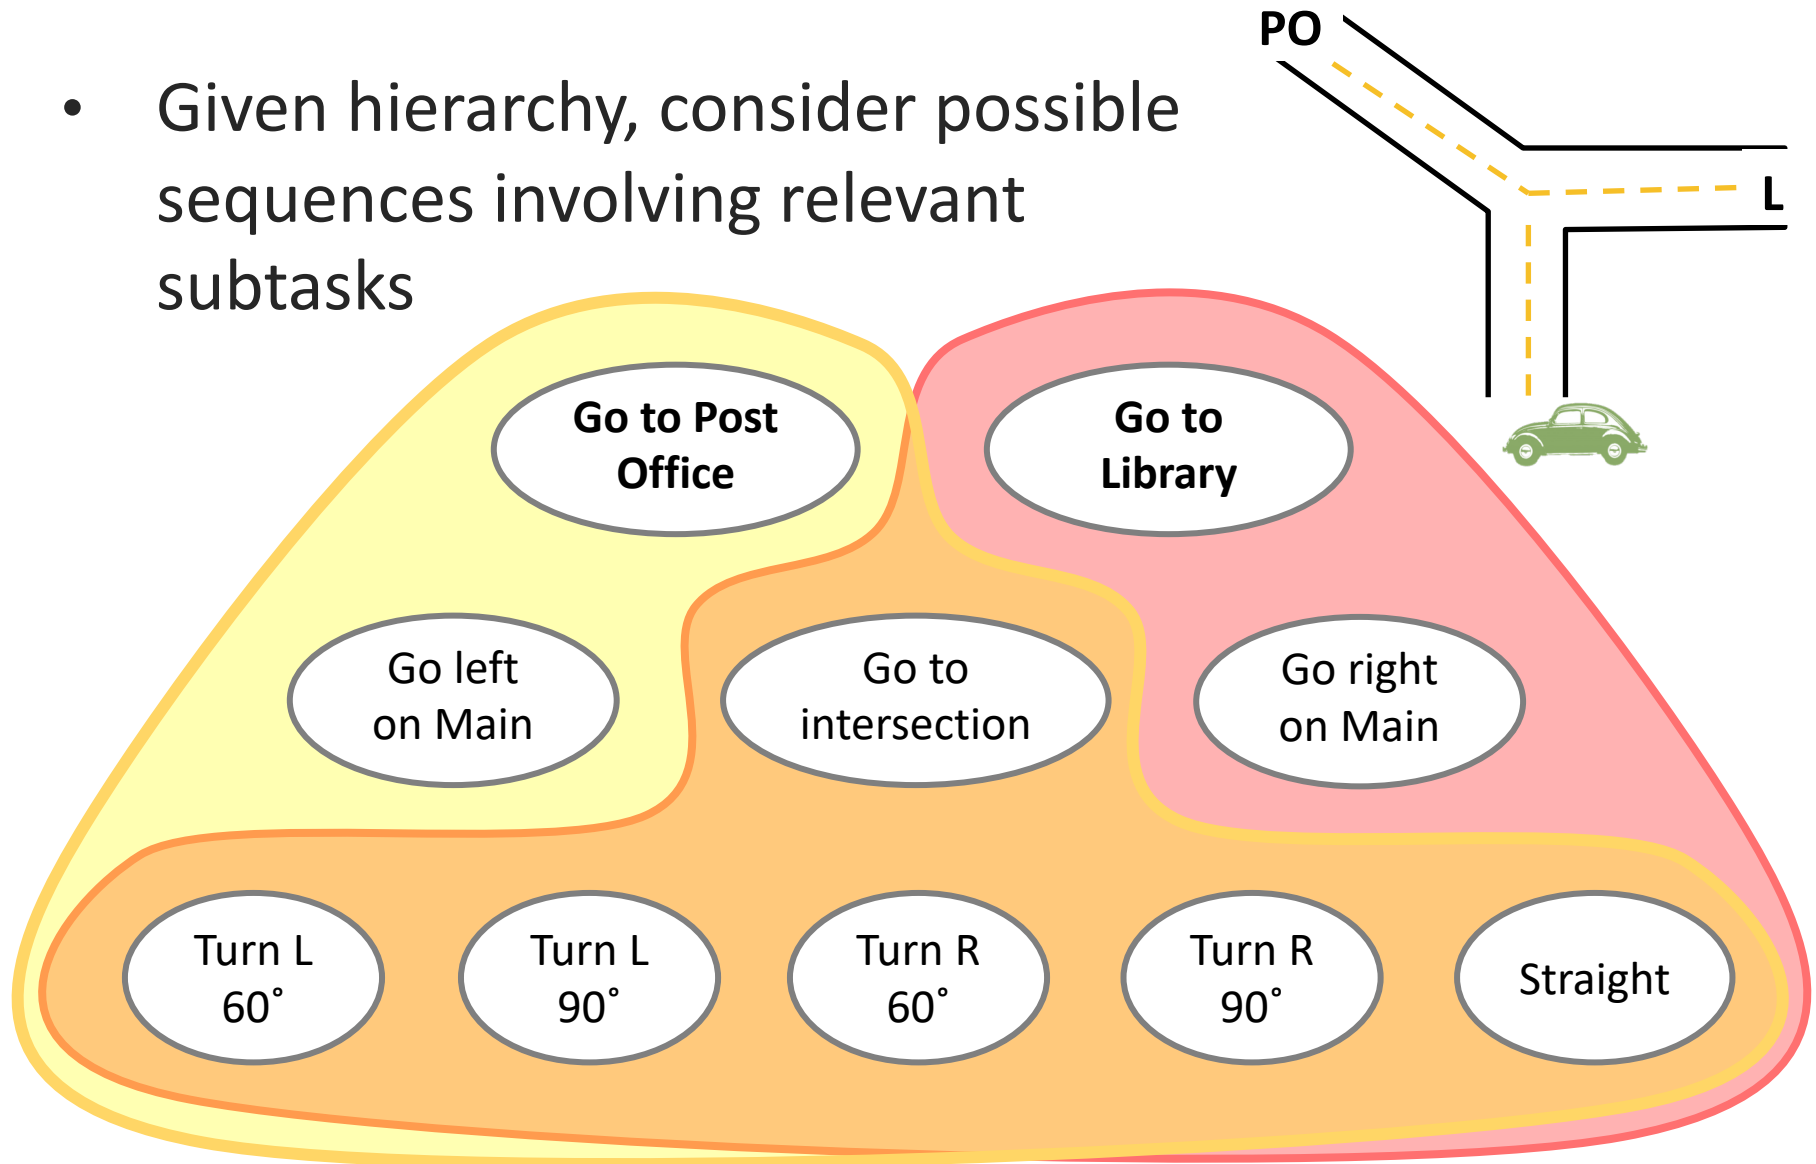 PO
• Given hierarchy, consider possible
sequences involving relevant
subtasks
L
Go to Post
Office
Go to
Library
Go left
on Main
Go to
intersection
Go right
on Main
Turn L
60˚
Turn L
90˚
Turn R
60˚
Turn R
90˚
Straight